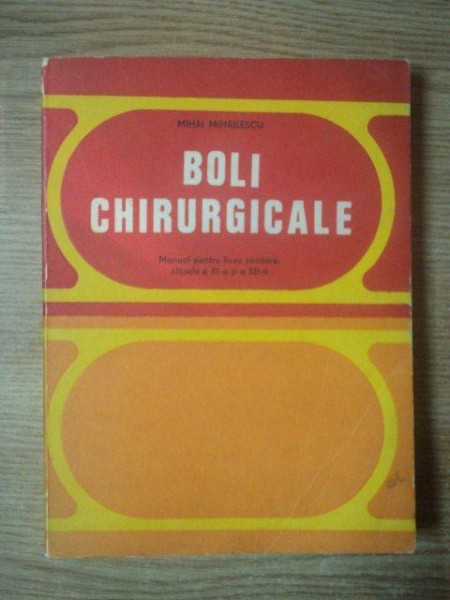 MIHAI MIHĂILESCU
BOLI
CHIRURGICALE
Manual pentru licee sanitare,
clasele a XI-a și a XII-a